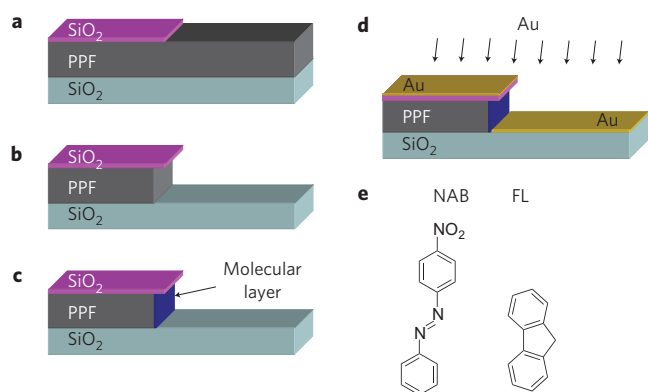 a
SiO₂
PPF
SiO₂
b
SiO₂
PPF
SiO₂
c
SiO₂
PPF
SiO₂
Molecular
layer
d
Au
Au
PPF
Au
SiO₂
e
NAB
FL
NO₂
N
N